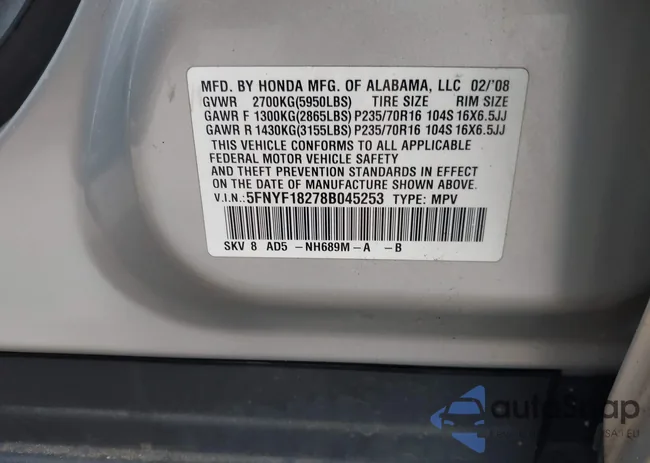 MFD. BY HONDA MFG. OF ALABAMA, LLC 02/'08
GVWR 2700KG(5950LBS) TIRE SIZE RIM SIZE
GAWR F 1300KG(2865LBS) P235/70R16 104S 16X6.5JJ
GAWR R 1430KG(3155LBS) P235/70R16 104S 16X6.5JJ
THIS VEHICLE CONFORMS TO ALL APPLICABLE
FEDERAL MOTOR VEHICLE SAFETY
AND THEFT PREVENTION STANDARDS IN EFFECT
ON THE DATE OF MANUFACTURE SHOWN ABOVE.
V.I.N.: 5FNYF18278B045253 TYPE: MPV
SKV 8 AD5 -NH689M-A -B